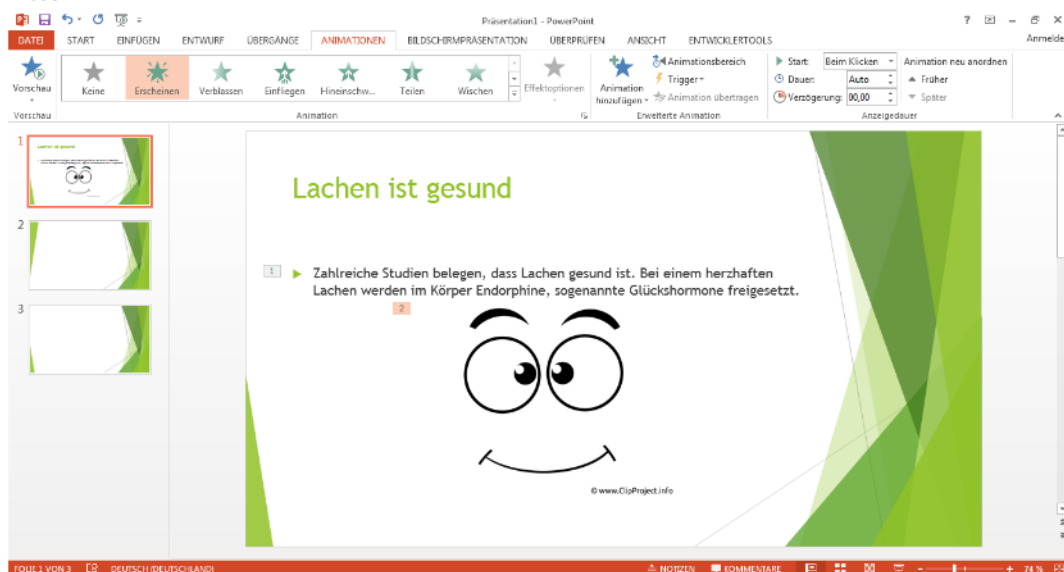 Präsentation1 - PowerPoint
DATEI START EINFÜGEN ENTWURF ÜBERGÄNGE ANIMATIONEN BILDSCHIRMPRÄSENTATION ÜBERPRÜFEN ANSICHT ENTWICKLERTOOLS Anmelde
Vorschau
Keine Erscheinen Verblassen Einfliegen Hineinschw... Teilen Wischen
Effektoptionen
Animation hinzufügen
Animationsbereich
Trigger
Animation übertragen
Start: Beim Klicken
Dauer: Auto
Verzögerung: 00,00
Animation neu anordnen
Früher
Später
Vorschau Animation Erweiterte Animation Anzeigedauer
1
Lachen ist gesund
2
3
Lachen ist gesund
1
Zahlreiche Studien belegen, dass Lachen gesund ist. Bei einem herzhaften
Lachen werden im Körper Endorphine, sogenannte Glückshormone freigesetzt.
2
© www.ClipProject.info
FOLIE 1 VON 3 DEUTSCH (DEUTSCHLAND) NOTIZEN KOMMENTARE 74 %